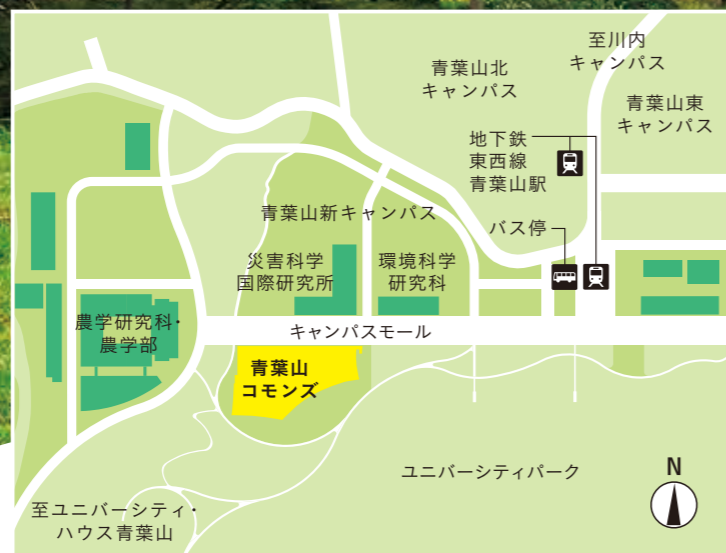 至川内
キャンパス
青葉山北
キャンパス
青葉山東
キャンパス
地下鉄
東西線
青葉山駅
青葉山新キャンパス
バス停
災害科学
国際研究所
環境科学
研究科
農学研究科・
農学部
キャンパスモール
青葉山
コモンズ
ユニバーシティパーク
N
至ユニバーシティ・
ハウス青葉山